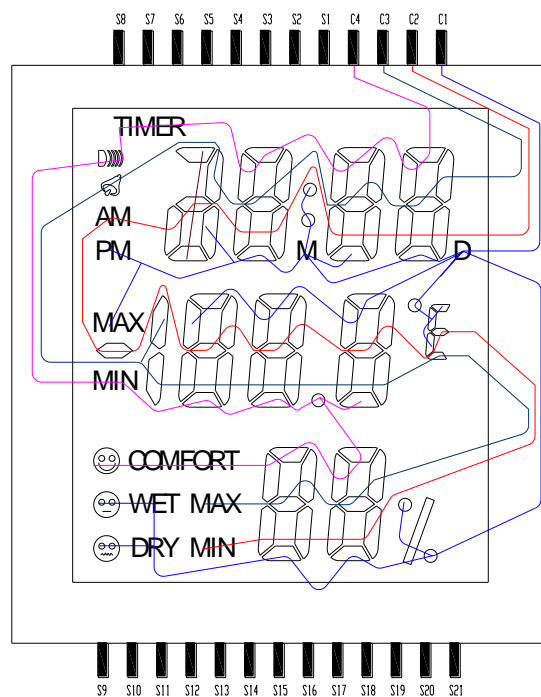 S8 S7 S6 S5 S4 S3 S2 S1 C4 C3 C2 C1
TIMER
AM
PM M D
MAX
MIN
COMFORT
WET MAX
DRY MIN
S9 S10 S11 S12 S13 S14 S15 S16 S17 S18 S19 S20 S21